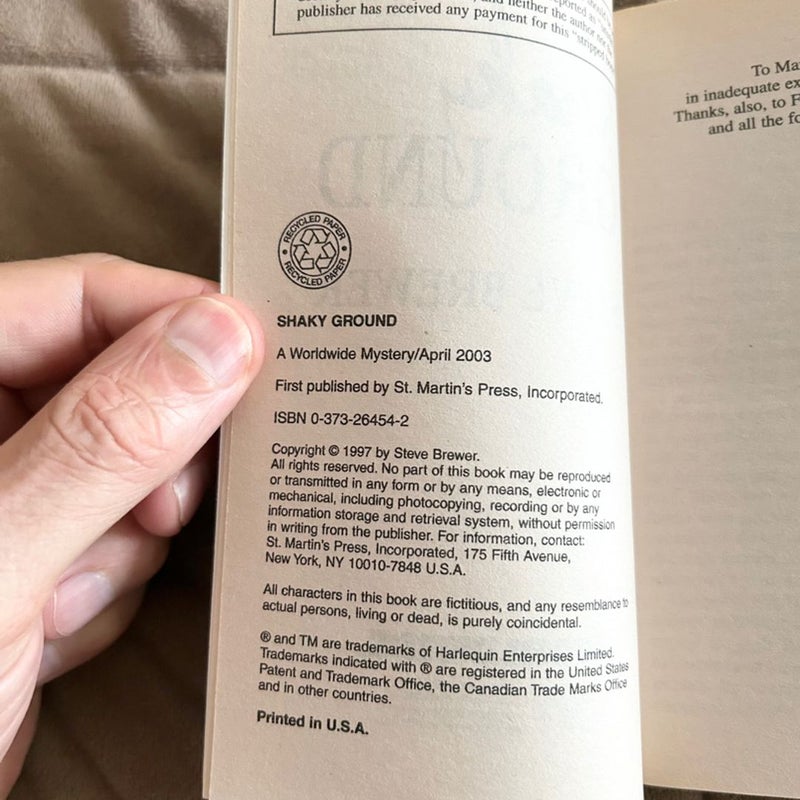 publisher has received any payment for this "stripped
RECYCLED PAPER
RECYCLED PAPER
SHAKY GROUND
A Worldwide Mystery/April 2003
First published by St. Martin's Press, Incorporated.
ISBN 0-373-26454-2
Copyright © 1997 by Steve Brewer.
All rights reserved. No part of this book may be reproduced
or transmitted in any form or by any means, electronic or
mechanical, including photocopying, recording or by any
information storage and retrieval system, without permission
in writing from the publisher. For information, contact:
St. Martin's Press, Incorporated, 175 Fifth Avenue,
New York, NY 10010-7848 U.S.A.
All characters in this book are fictitious, and any resemblance to
actual persons, living or dead, is purely coincidental.
® and TM are trademarks of Harlequin Enterprises Limited.
Trademarks indicated with ® are registered in the United States
Patent and Trademark Office, the Canadian Trade Marks Office
and in other countries.
Printed in U.S.A.
To
in inadequate
Thanks, also, to
and all the